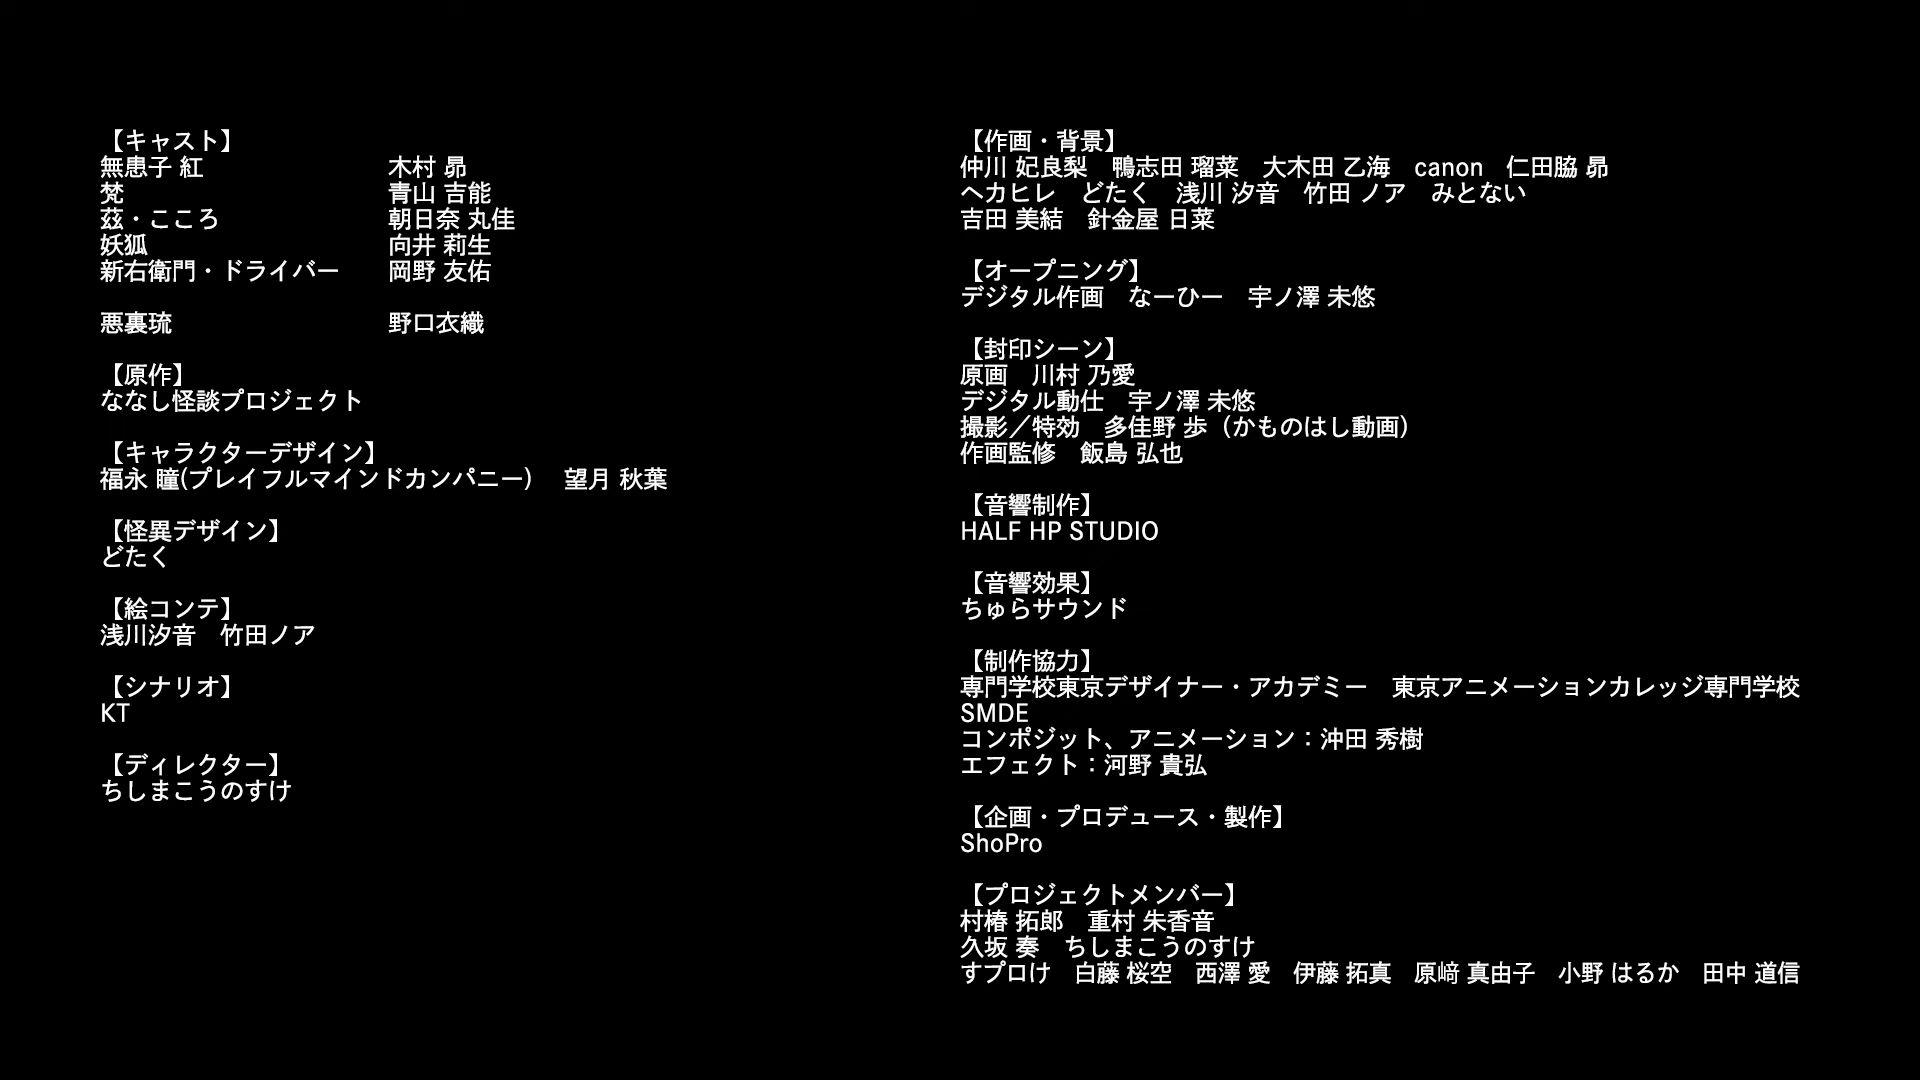 【キャスト】
無患子 紅　木村 昴
梵　青山 吉能
茲・こころ　朝日奈 丸佳
妖狐　向井 莉生
新右衛門・ドライバー　岡野 友佑
悪裏琉　野口衣織
【原作】
ななし怪談プロジェクト
【キャラクターデザイン】
福永 瞳(プレイフルマインドカンパニー)　望月 秋葉
【怪異デザイン】
どたく
【絵コンテ】
浅川汐音　竹田ノア
【シナリオ】
KT
【ディレクター】
ちしまこうのすけ
【作画・背景】
仲川 妃良梨　鴨志田 瑠菜　大木田 乙海　canon　仁田脇 昴
ヘカヒレ　どたく　浅川 汐音　竹田 ノア　みとない
吉田 美結　針金屋 日菜
【オープニング】
デジタル作画　なーひー　宇ノ澤 未悠
【封印シーン】
原画　川村 乃愛
デジタル動仕　宇ノ澤 未悠
撮影／特効　多佳野 歩（かものはし動画）
作画監修　飯島 弘也
【音響制作】
HALF HP STUDIO
【音響効果】
ちゅらサウンド
【制作協力】
専門学校東京デザイナー・アカデミー　東京アニメーションカレッジ専門学校
SMDE
コンポジット、アニメーション：沖田 秀樹
エフェクト：河野 貴弘
【企画・プロデュース・製作】
ShoPro
【プロジェクトメンバー】
村椿 拓郎　重村 朱香音
久坂 奏　ちしまこうのすけ
すプロけ　白藤 桜空　西澤 愛　伊藤 拓真　原﨑 真由子　小野 はるか　田中 道信